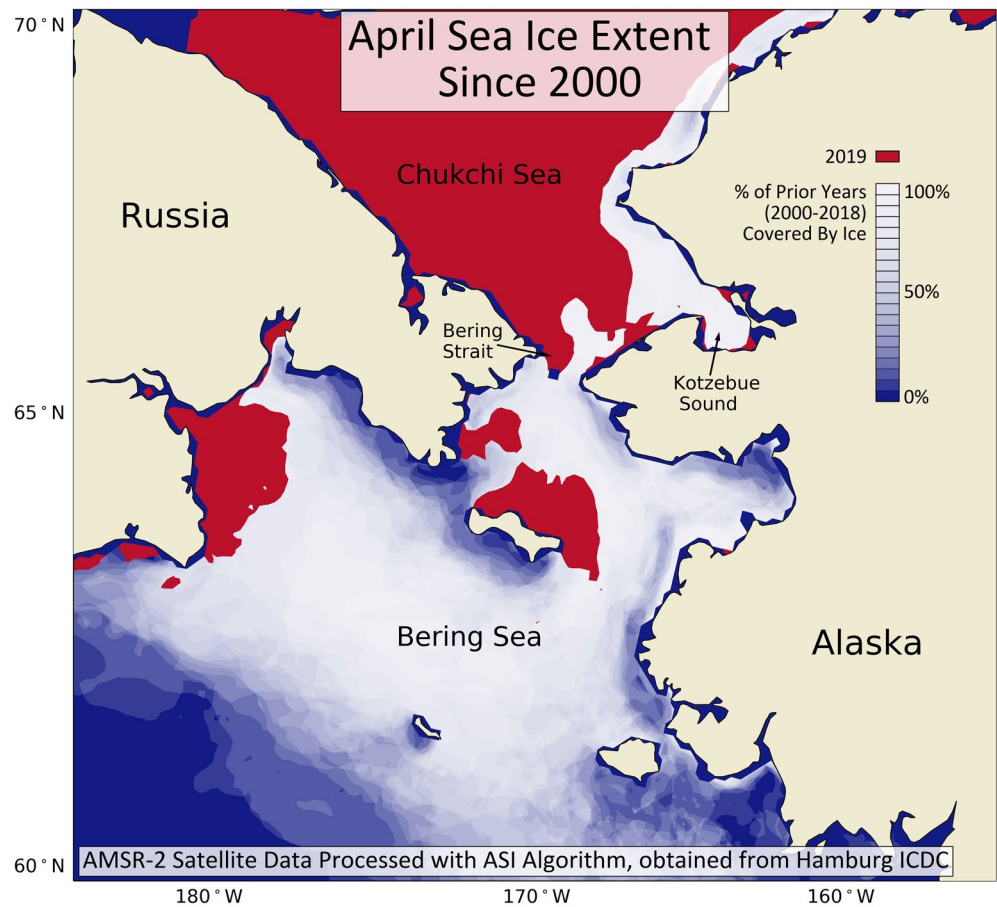 April Sea Ice Extent
Since 2000
70°N
Chukchi Sea
2019
% of Prior Years
(2000-2018)
Covered By Ice
100%
50%
0%
Russia
Bering
Strait
Kotzebue
Sound
65°N
Bering Sea
Alaska
60°N
AMSR-2 Satellite Data Processed with ASI Algorithm, obtained from Hamburg ICDC
180°W
170°W
160°W